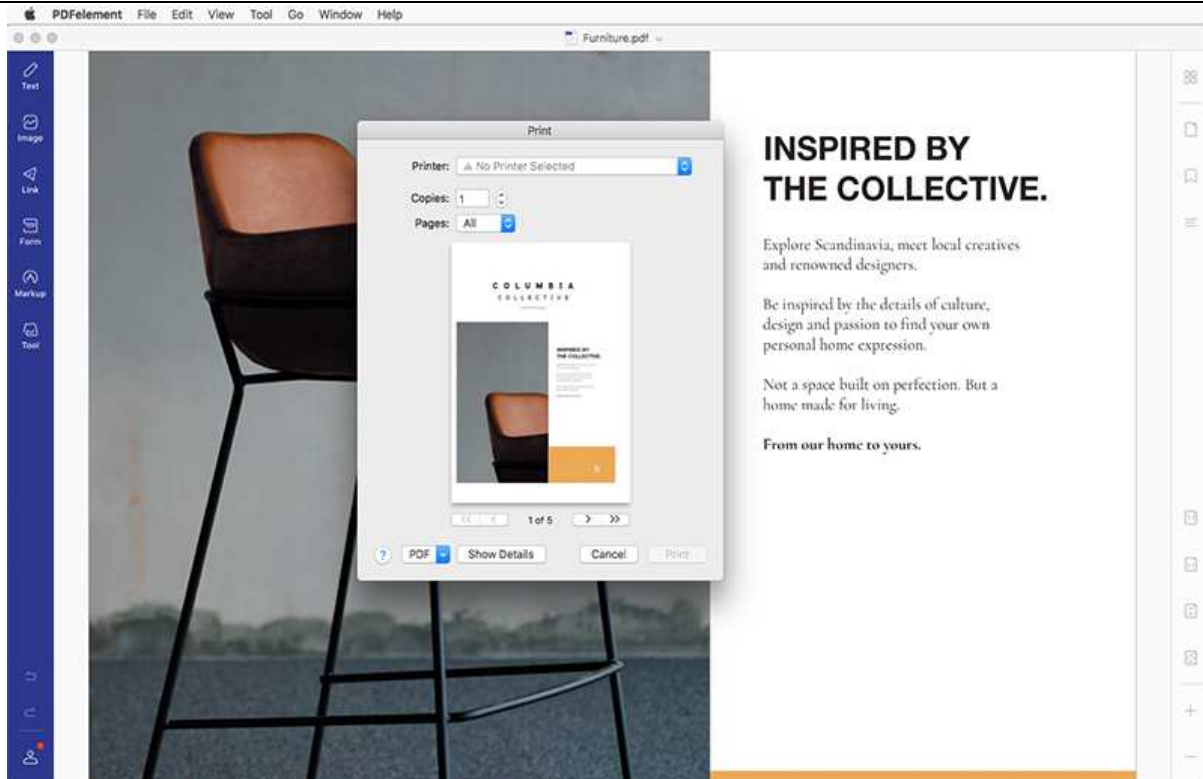 PDFelement File Edit View Tool Go Window Help
Furniture.pdf
Text
Image
Link
Form
Markup
Tool
Print
Printer: No Printer Selected
Copies: 1
Pages: All
COLUMBIA
COLLECTIVE
INSPIRED BY
THE COLLECTIVE.
5
<< < 1 of 5 > >>
? PDF Show Details Cancel Print
INSPIRED BY
THE COLLECTIVE.
Explore Scandinavia, meet local creatives
and renowned designers.
Be inspired by the details of culture,
design and passion to find your own
personal home expression.
Not a space built on perfection. But a
home made for living.
From our home to yours.